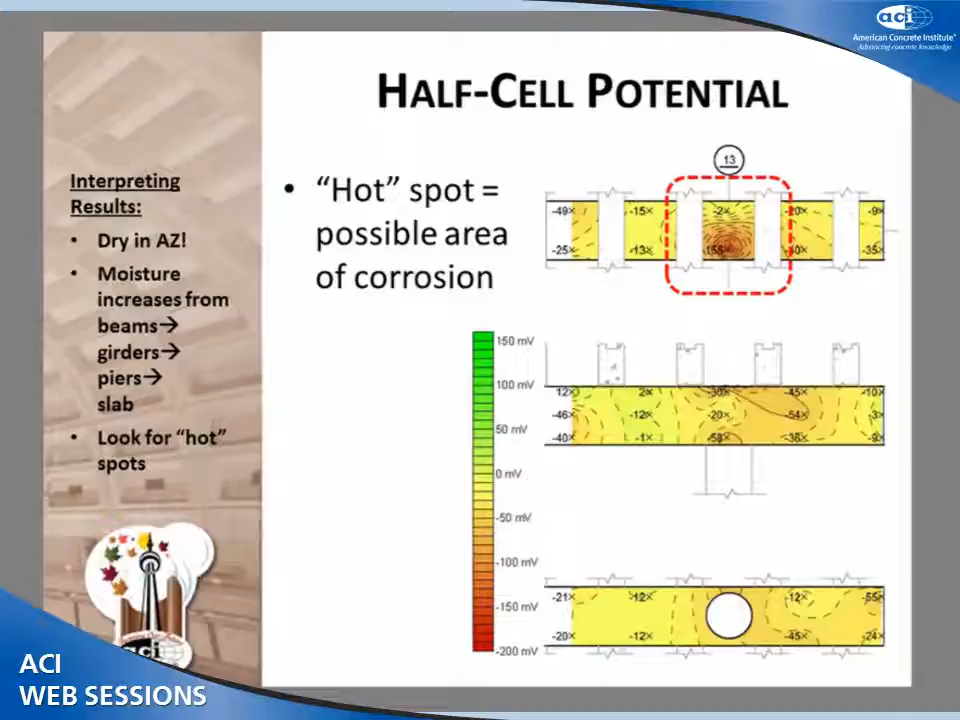 aci
American Concrete Institute®
Advancing concrete knowledge
HALF-CELL POTENTIAL
Interpreting
Results:
• Dry in AZ!
• Moisture
increases from
beams→
girders→
piers→
slab
• Look for “hot”
spots
• “Hot” spot =
possible area
of corrosion
13
-49× -15× -2× -20× -9×
-25× -13× -40× -35×
150 mV
100 mV
50 mV
0 mV
-50 mV
-100 mV
-150 mV
-200 mV
12× 2× -30× -45× -10×
-46× -12× -20× -54× -3×
-40× -1× -58× -9×
-21× -12× -12× -55×
-20× -12× -45× -24×
aci
ACI
WEB SESSIONS